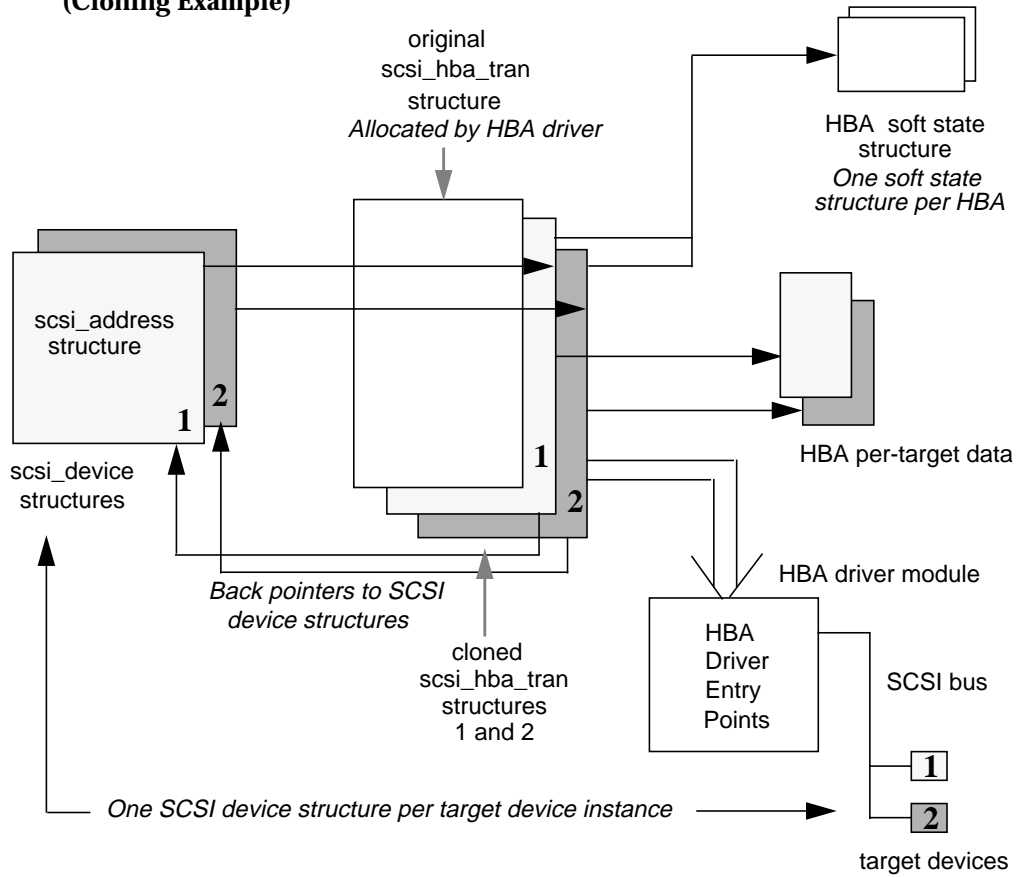 (Cloning Example)
original
scsi_hba_tran
structure
Allocated by HBA driver
HBA soft state
structure
One soft state
structure per HBA
scsi_address
structure
1
2
scsi_device
structures
1
2
HBA per-target data
Back pointers to SCSI
device structures
cloned
scsi_hba_tran
structures
1 and 2
HBA driver module
HBA
Driver
Entry
Points
SCSI bus
1
2
One SCSI device structure per target device instance
target devices